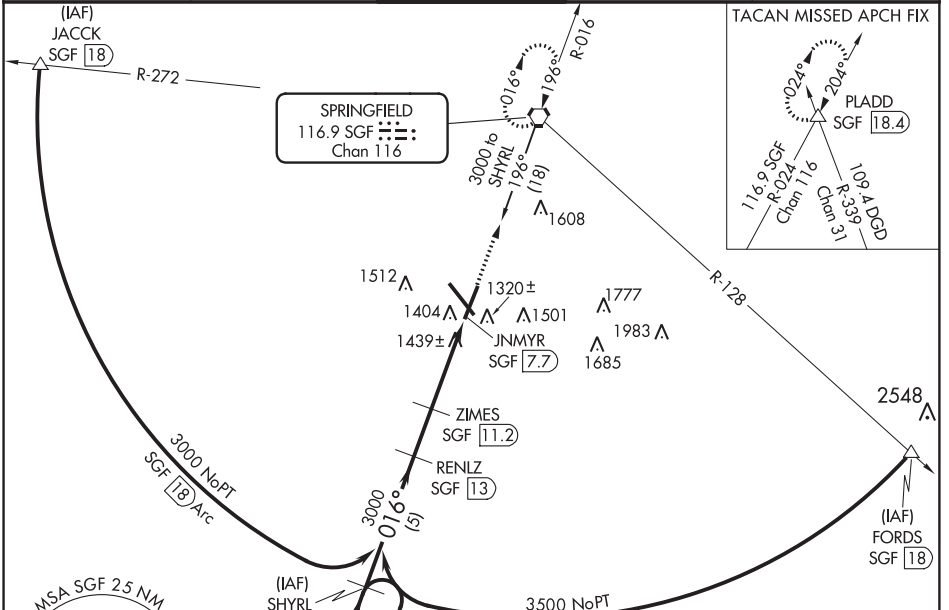 (IAF)
JACCK
SGF 18
R-272
SPRINGFIELD
116.9 SGF
Chan 116
016°
196°
R-016
3000 to
SHYRL
196°
(18)
TACAN MISSED APCH FIX
024°
204°
PLADD
SGF 18.4
116.9 SGF
R-024
Chan 116
109.4 DGD
R-339
Chan 31
1608
R-128
1512
1320±
1404
1501
1777
1439±
JNMYR
SGF 7.7
1983
1685
2548
ZIMES
SGF 11.2
RENLZ
SGF 13
3000 NoPT
SGF 18 Arc
3000
016°
(5)
(IAF)
FORDS
SGF 18
(IAF)
SHYRL
3500 NoPT
MSA SGF 25 NM